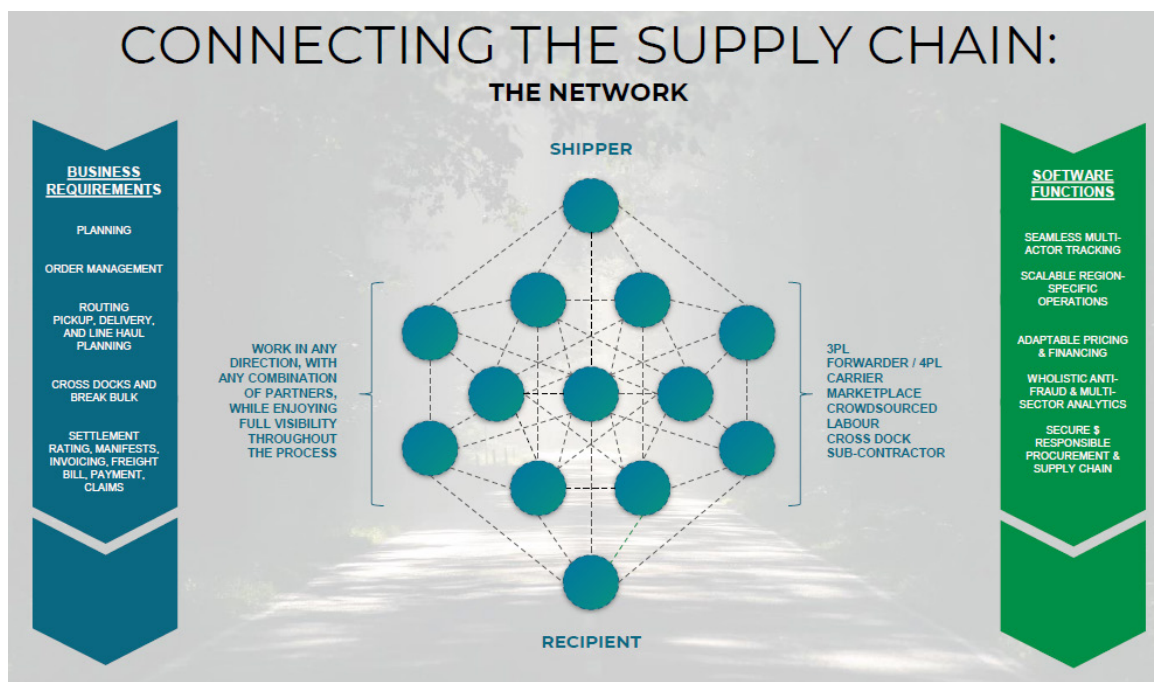 CONNECTING THE SUPPLY CHAIN:
THE NETWORK
BUSINESS
REQUIREMENTS
PLANNING
ORDER MANAGEMENT
ROUTING
PICKUP, DELIVERY,
AND LINE HAUL
PLANNING
CROSS DOCKS AND
BREAK BULK
SETTLEMENT
RATING, MANIFESTS,
INVOICING, FREIGHT
BILL, PAYMENT,
CLAIMS
WORK IN ANY
DIRECTION, WITH
ANY COMBINATION
OF PARTNERS,
WHILE ENJOYING
FULL VISIBILITY
THROUGHOUT
THE PROCESS
SHIPPER
RECIPIENT
3PL
FORWARDER / 4PL
CARRIER
MARKETPLACE
CROWDSOURCED
LABOUR
CROSS DOCK
SUB-CONTRACTOR
SOFTWARE
FUNCTIONS
SEAMLESS MULTI-
ACTOR TRACKING
SCALABLE REGION-
SPECIFIC
OPERATIONS
ADAPTABLE PRICING
& FINANCING
WHOLISTIC ANTI-
FRAUD & MULTI-
SECTOR ANALYTICS
SECURE $
RESPONSIBLE
PROCUREMENT &
SUPPLY CHAIN